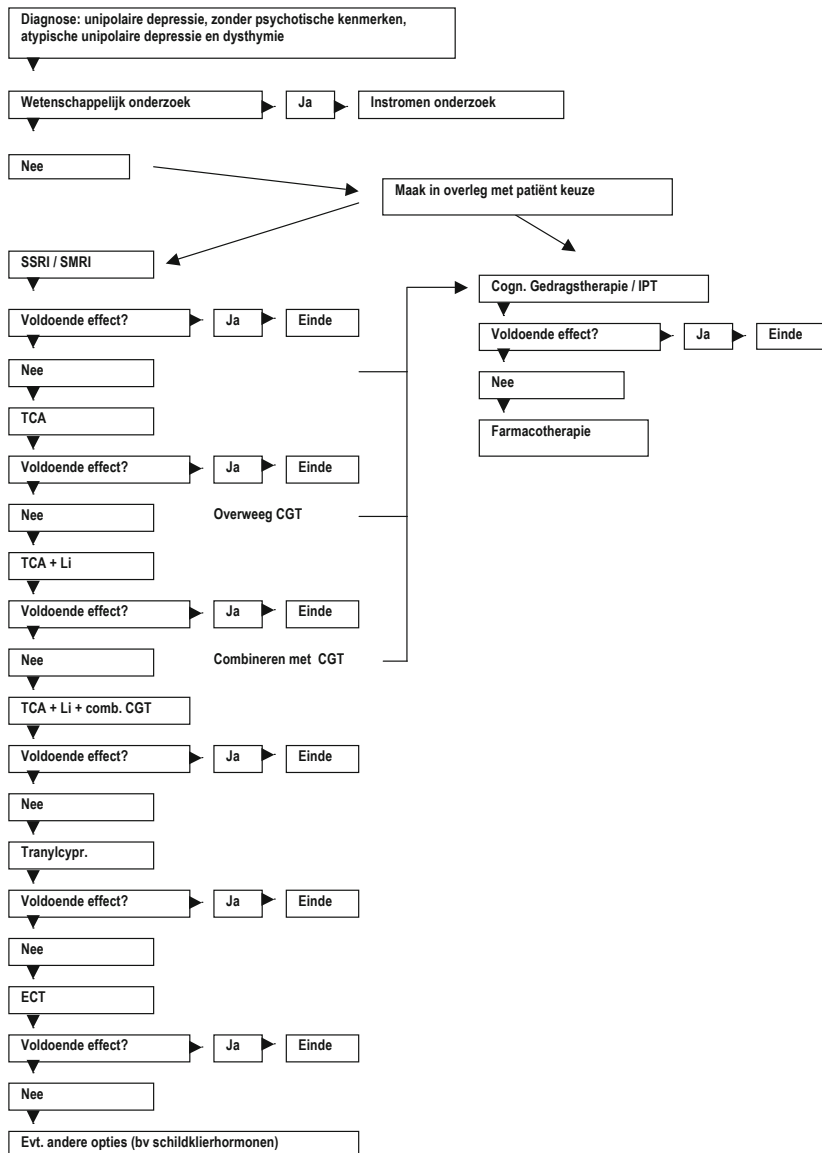 Diagnose: unipolaire depressie, zonder psychotische kenmerken,
atypische unipolaire depressie en dysthymie
Wetenschappelijk onderzoek
Ja
Instromen onderzoek
Nee
Maak in overleg met patiënt keuze
SSRI / SMRI
Voldoende effect?
Ja
Einde
Nee
TCA
Voldoende effect?
Ja
Einde
Nee
Overweeg CGT
TCA + Li
Voldoende effect?
Ja
Einde
Nee
Combineren met CGT
TCA + Li + comb. CGT
Voldoende effect?
Ja
Einde
Nee
Tranylcypr.
Voldoende effect?
Ja
Einde
Nee
ECT
Voldoende effect?
Ja
Einde
Nee
Evt. andere opties (bv schildklierhormonen)
Cogn. Gedragstherapie / IPT
Voldoende effect?
Ja
Einde
Nee
Farmacotherapie